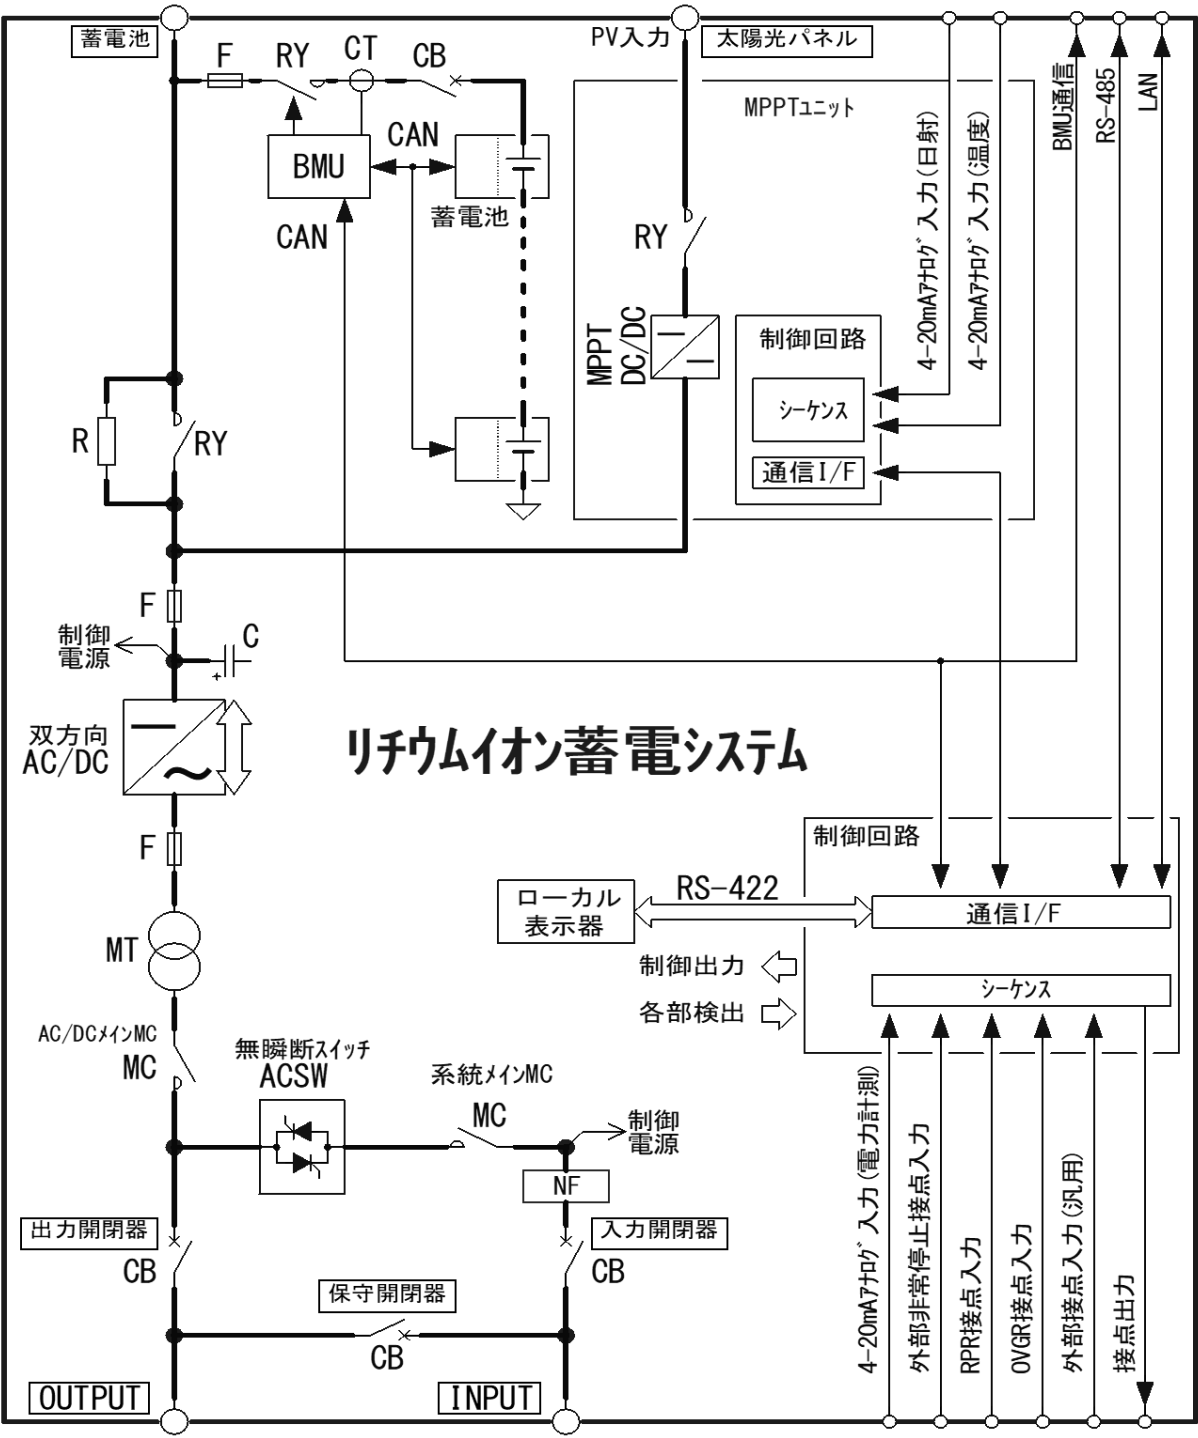 蓄電池
PV入力
太陽光パネル
F
RY
CT
CB
MPPTユニット
BMU
CAN
CAN
蓄電池
4-20mAアナログ入力(日射)
4-20mAアナログ入力(温度)
BMU通信
RS-485
LAN
RY
MPPT
DC/DC
制御回路
シーケンス
通信I/F
R
RY
F
制御
電源
C
双方向
AC/DC
リチウムイオン蓄電システム
F
制御回路
ローカル
表示器
RS-422
通信I/F
MT
制御出力
各部検出
シーケンス
AC/DCメインMC
MC
無瞬断スイッチ
ACSW
系統メインMC
MC
制御
電源
NF
出力開閉器
CB
入力開閉器
CB
保守開閉器
CB
4-20mAアナログ入力(電力計測)
外部非常停止接点入力
RPR接点入力
OVGR接点入力
外部接点入力(汎用)
接点出力
OUTPUT
INPUT